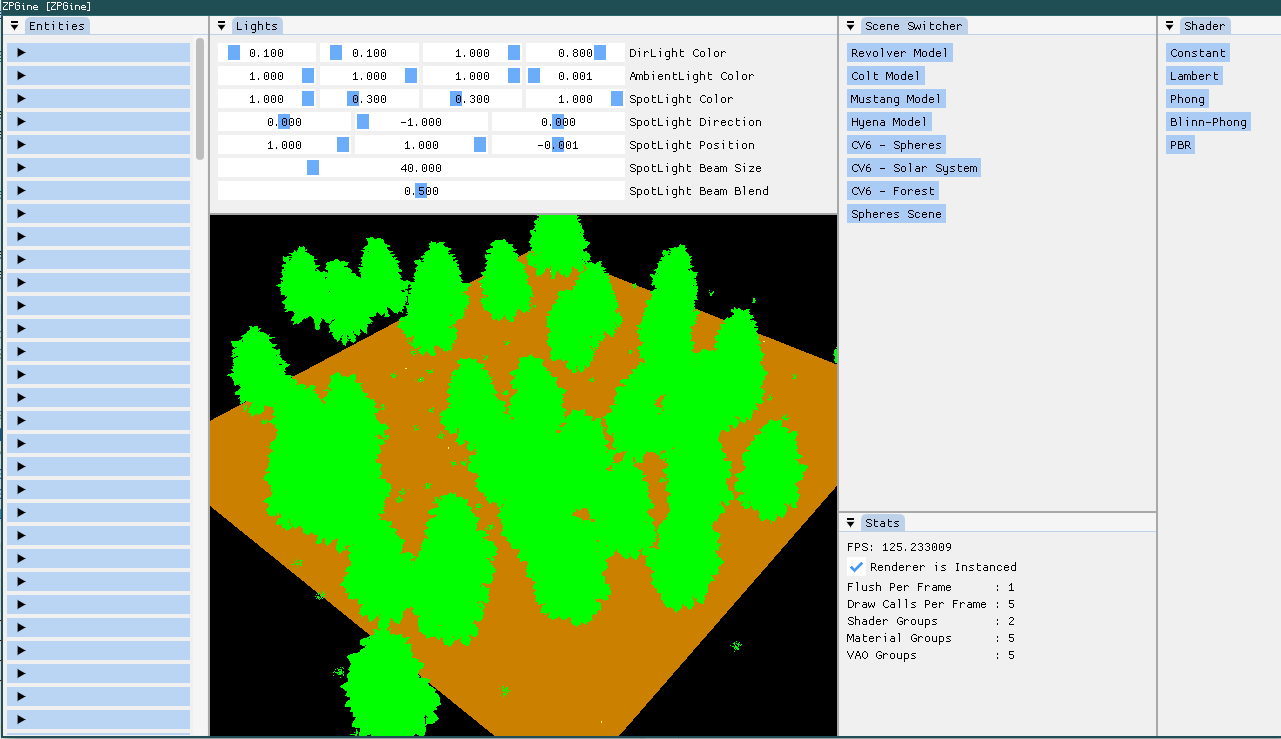 ZPGine [ZPGine]
Entities
Lights
0.100 0.100 1.000 0.800 DirLight Color
1.000 1.000 1.000 0.001 AmbientLight Color
1.000 0.300 0.300 1.000 SpotLight Color
0.000 -1.000 0.000 SpotLight Direction
1.000 1.000 -0.001 SpotLight Position
40.000 SpotLight Beam Size
0.500 SpotLight Beam Blend
Scene Switcher
Revolver Model
Colt Model
Mustang Model
Hyena Model
CV6 - Spheres
CV6 - Solar System
CV6 - Forest
Spheres Scene
Shader
Constant
Lambert
Phong
Blinn-Phong
PBR
Stats
FPS: 125.233009
Renderer is Instanced
Flush Per Frame : 1
Draw Calls Per Frame : 5
Shader Groups : 2
Material Groups : 5
VAO Groups : 5